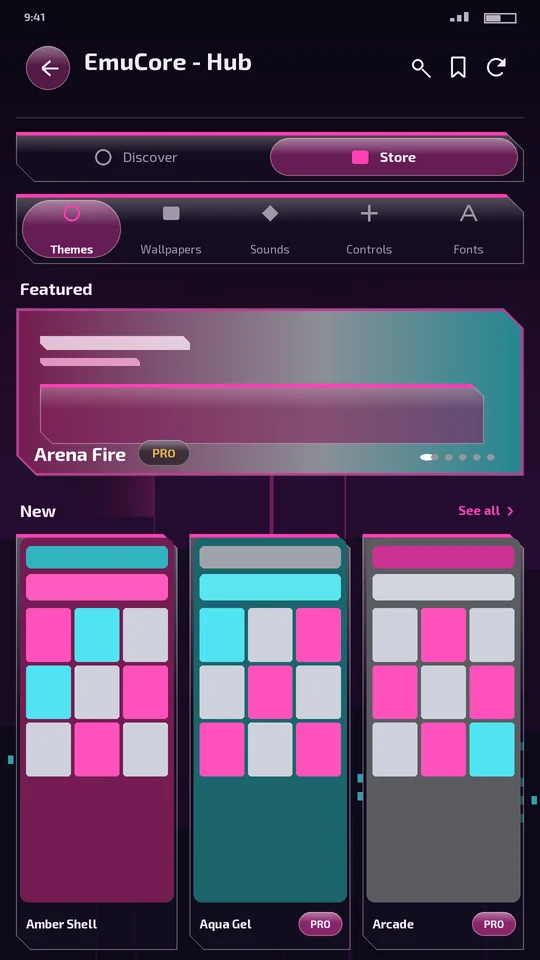 9:41
EmuCore - Hub
Discover
Store
Themes
Wallpapers
Sounds
Controls
Fonts
Featured
Arena Fire
PRO
New
See all
Amber Shell
Aqua Gel
PRO
Arcade
PRO